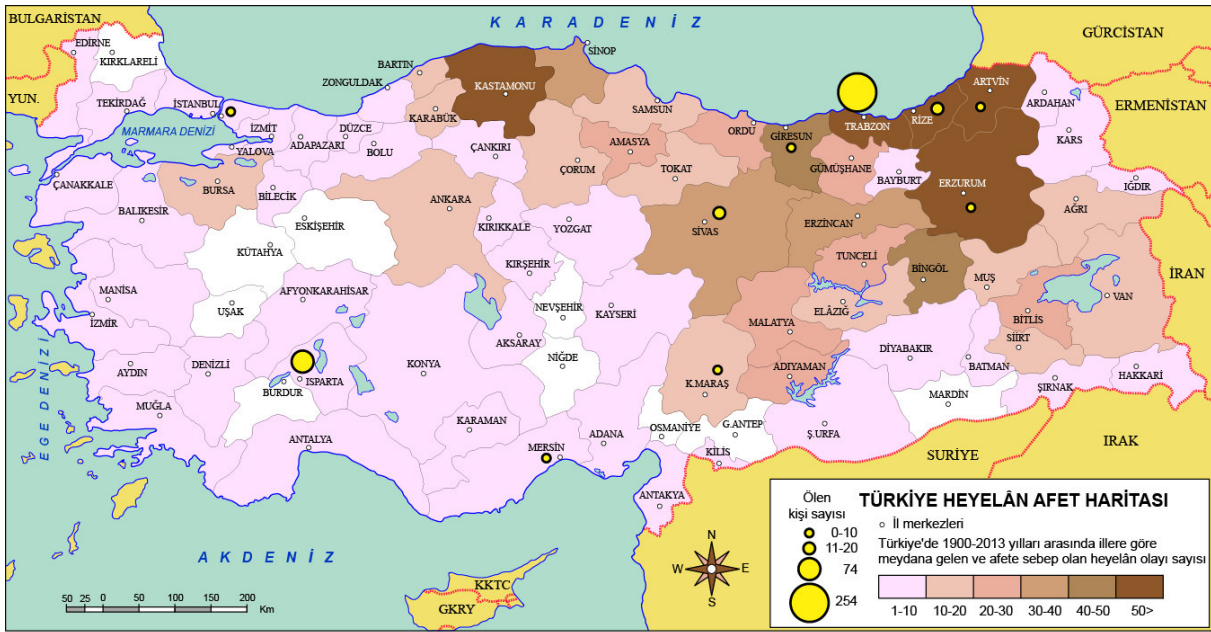 BULGARİSTAN
KARADENİZ
GÜRCİSTAN
EDİRNE
KIRKLARELİ
SİNOP
BARTIN
ZONGULDAK
KASTAMONU
ARTVİN
YUN.
TEKİRDAĞ
İSTANBUL
KARABÜK
SAMSUN
TRABZON
RİZE
ARDAHAN
ERMENİSTAN
MARMARA DENİZİ
İZMİT
ADAPAZARI
DÜZCE
BOLU
ÇANKIRI
AMASYA
ORDU
GİRESUN
KARS
YALOVA
ÇORUM
TOKAT
GÜMÜŞHANE
BAYBURT
ÇANAKKALE
BURSA
BİLECİK
ANKARA
ERZURUM
IĞDIR
BALIKESİR
ESKİŞEHİR
KIRIKKALE
YOZGAT
SİVAS
ERZİNCAN
AĞRI
KÜTAHYA
KIRŞEHİR
TUNCELİ
BİNGÖL
MUŞ
İRAN
MANİSA
UŞAK
AFYONKARAHİSAR
NEVŞEHİR
KAYSERİ
ELÂZIĞ
VAN
İZMİR
AKSARAY
MALATYA
BİTLİS
SİİRT
EGE DENİZİ
AYDIN
DENİZLİ
ISPARTA
KONYA
NİĞDE
DİYABAKIR
BATMAN
BURDUR
K.MARAŞ
ADIYAMAN
MARDİN
ŞIRNAK
HAKKARİ
MUĞLA
KARAMAN
OSMANİYE
G.ANTEP
Ş.URFA
ANTALYA
MERSİN
ADANA
KİLİS
SURİYE
IRAK
ANTAKYA
AKDENİZ
KKTC
GKRY
N
W E
S
50 25 0 50 100 150 200
Km
Ölen
kişi sayısı
0-10
11-20
74
254
TÜRKİYE HEYELÂN AFET HARİTASI
İl merkezleri
Türkiye'de 1900-2013 yılları arasında illere göre
meydana gelen ve afete sebep olan heyelân olayı sayısı
1-10 10-20 20-30 30-40 40-50 50>